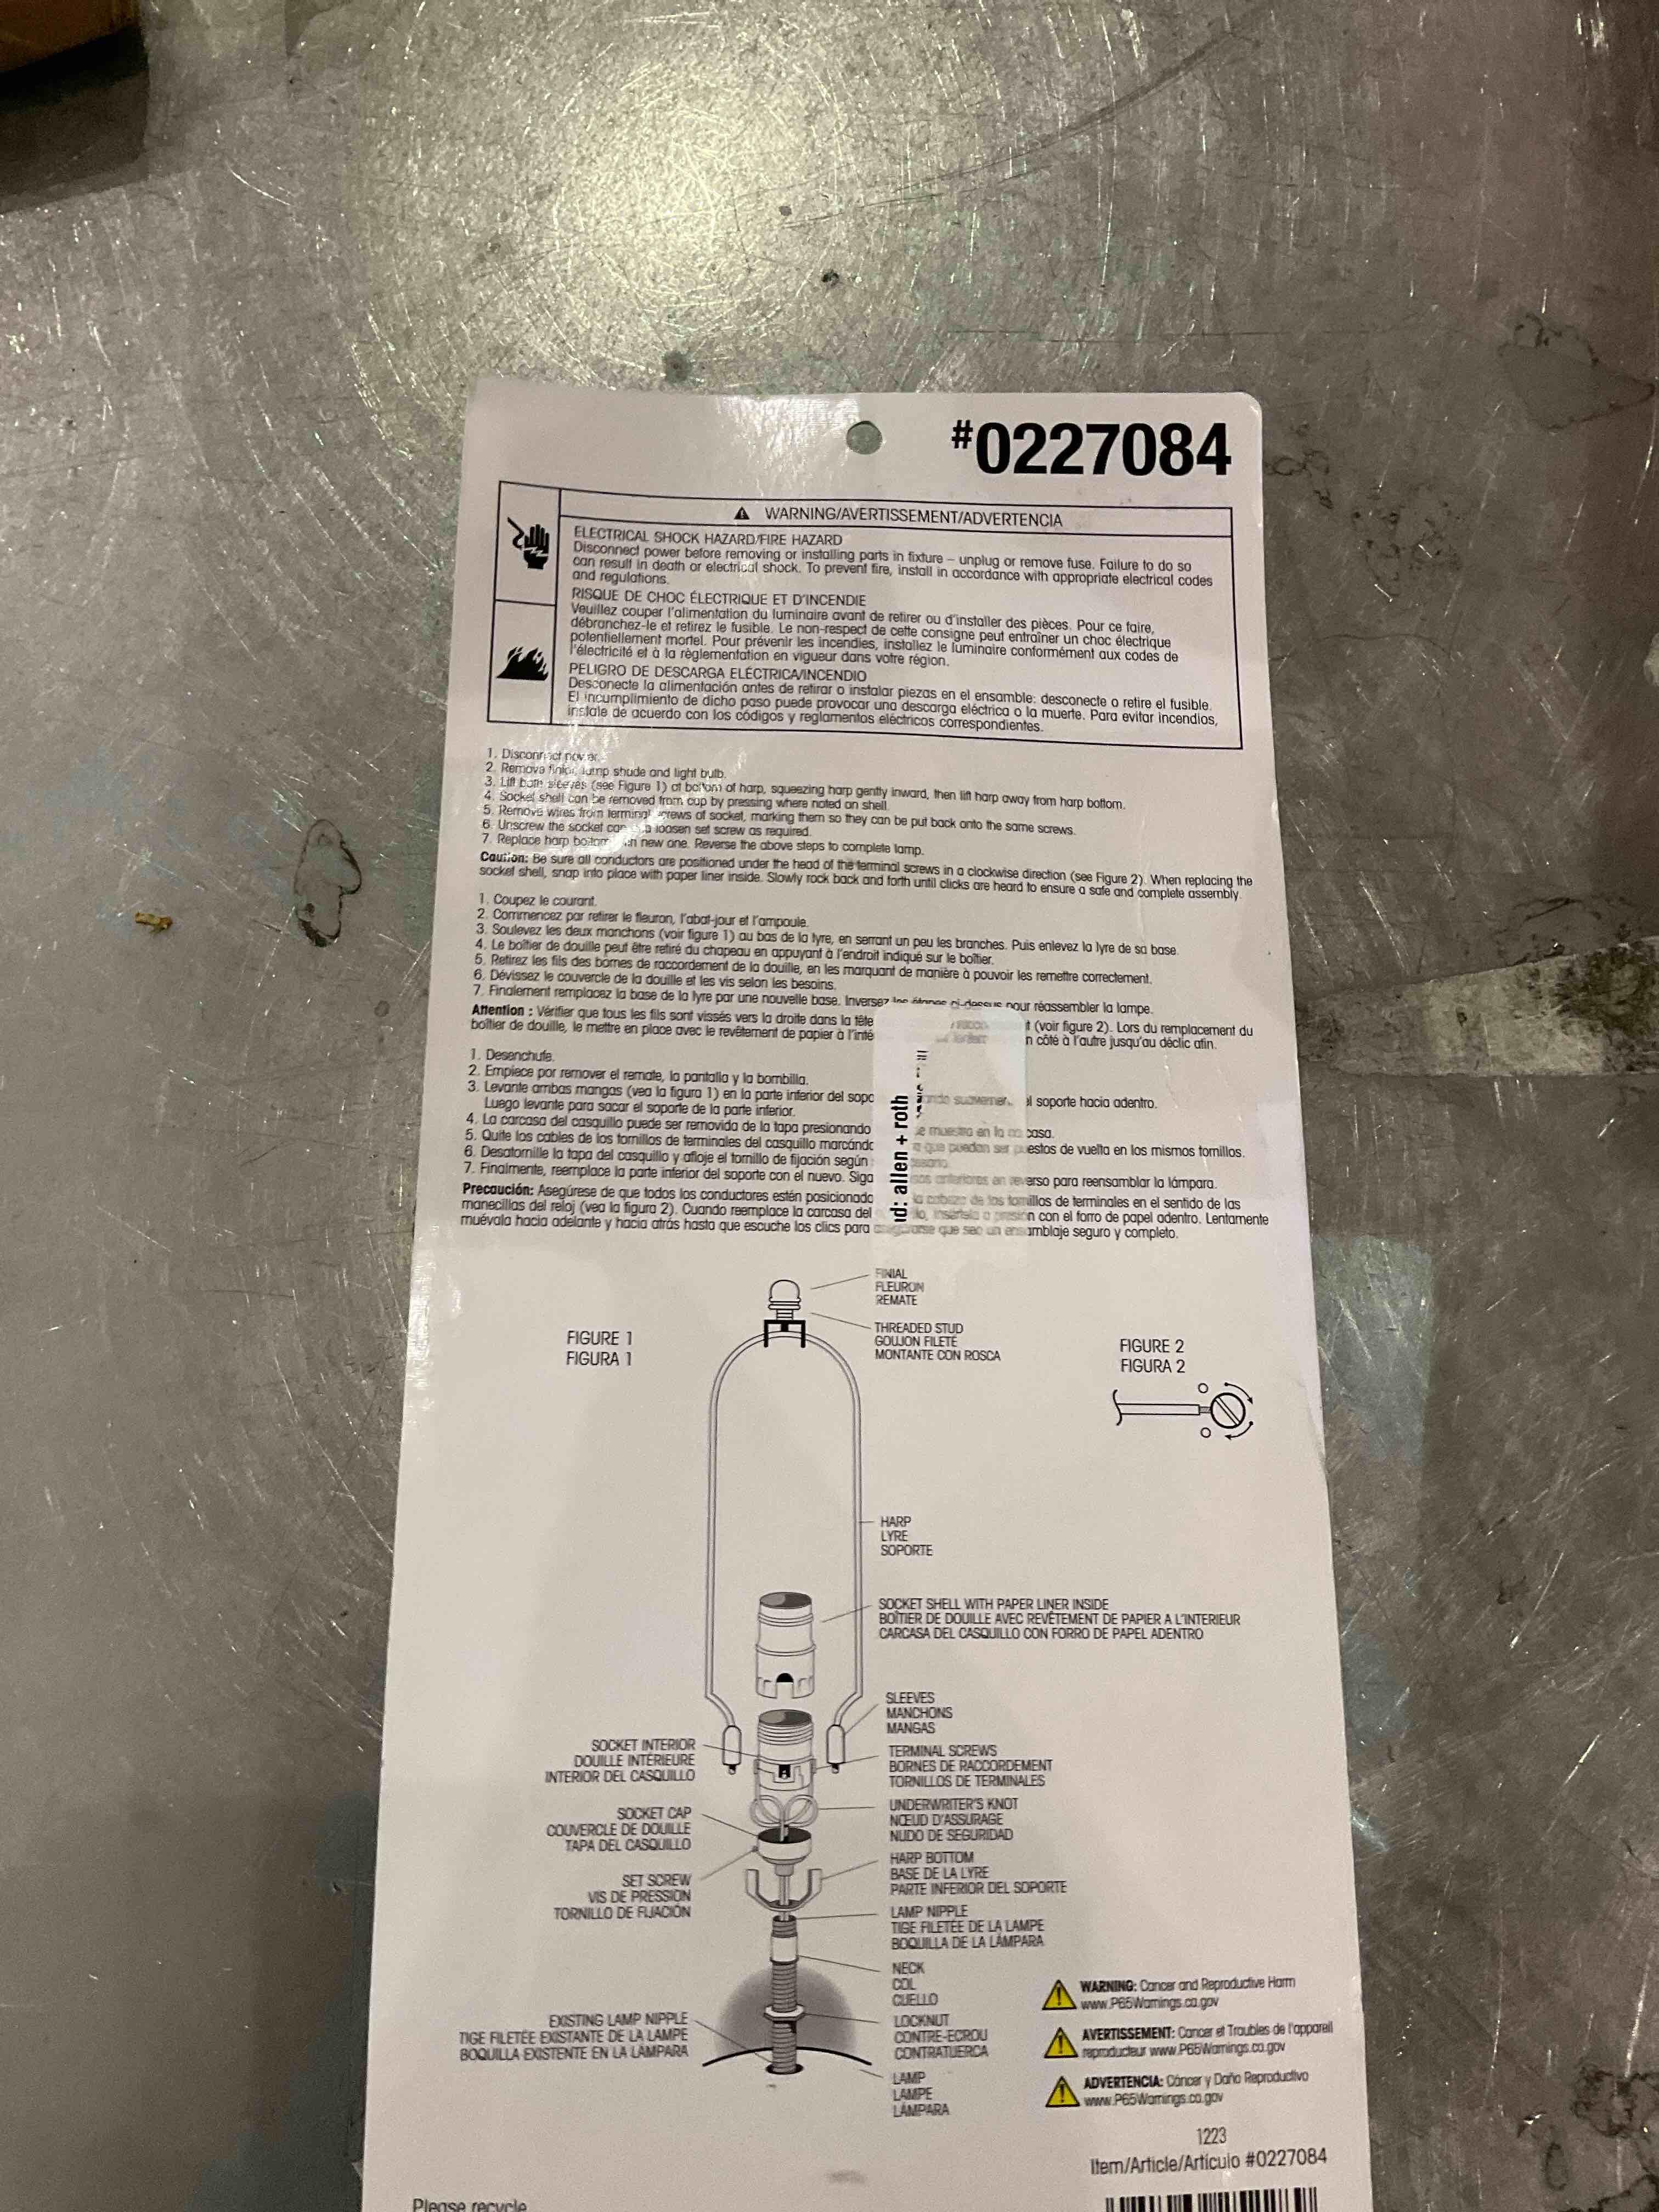 #0227084
WARNING/AVERTISSEMENT/ADVERTENCIA
ELECTRICAL SHOCK HAZARD/FIRE HAZARD
Disconnect power before removing or installing parts in fixture – unplug or remove fuse. Failure to do so
can result in death or electrical shock. To prevent fire, install in accordance with appropriate electrical codes
and regulations.
RISQUE DE CHOC ÉLECTRIQUE ET D'INCENDIE
Veuillez couper l'alimentation du luminaire avant de retirer ou d'installer des pièces. Pour ce faire,
débranchez-le et retirez le fusible. Le non-respect de cette consigne peut entraîner un choc électrique
potentiellement mortel. Pour prévenir les incendies, installez le luminaire conformément aux codes de
l'électricité et à la règlementation en vigueur dans votre région.
PELIGRO DE DESCARGA ELÉCTRICA/INCENDIO
Desconecte la alimentación antes de retirar o instalar piezas en el ensamble: desconecte o retire el fusible.
El incumplimiento de dicho paso puede provocar una descarga eléctrica o la muerte. Para evitar incendios,
instale de acuerdo con los códigos y reglamentos eléctricos correspondientes.
1. Disconnect power.
2. Remove finial, lamp shade and light bulb.
3. Lift both sleeves (see Figure 1) at bottom of harp, squeezing harp gently inward, then lift harp away from harp bottom.
4. Socket shell can be removed from cap by pressing where noted on shell.
5. Remove wires from terminal screws of socket, marking them so they can be put back onto the same screws.
6. Unscrew the socket cap loosen set screw as required.
7. Replace harp bottom new one. Reverse the above steps to complete lamp.
Caution: Be sure all conductors are positioned under the head of the terminal screws in a clockwise direction (see Figure 2). When replacing the
socket shell, snap into place with paper liner inside. Slowly rock back and forth until clicks are heard to ensure a safe and complete assembly.
1. Coupez le courant.
2. Commencez par retirer le fleuron, l'abat-jour et l'ampoule.
3. Soulevez les deux manchons (voir figure 1) au bas de la lyre, en serrant un peu les branches. Puis enlevez la lyre de sa base.
4. Le boîtier de douille peut être retiré du chapeau en appuyant à l'endroit indiqué sur le boîtier.
5. Retirez les fils des bornes de raccordement de la douille, en les marquant de manière à pouvoir les remettre correctement.
6. Dévissez le couvercle de la douille et les vis selon les besoins.
7. Finalement remplacez la base de la lyre par une nouvelle base. Inversez les étapes ci-dessus pour réassembler la lampe.
Attention : Vérifier que tous les fils sont vissés vers la droite dans la tête (voir figure 2). Lors du remplacement du
boîtier de douille, le mettre en place avec le revêtement de papier à l'inté côté à l'autre jusqu'au déclic afin.
1. Desenchufe.
2. Empiece por remover el remate, la pantalla y la bombilla.
3. Levante ambas mangas (vea la figura 1) en la parte inferior del sopo el soporte hacia adentro.
Luego levante para sacar el soporte de la parte inferior.
4. La carcasa del casquillo puede ser removida de la tapa presionando se muestra en la casa.
5. Quite los cables de los tornillos de terminales del casquillo marcándo que puedan ser puestos de vuelta en los mismos tornillos.
6. Desatornille la tapa del casquillo y afloje el tornillo de fijación según
7. Finalmente, reemplace la parte inferior del soporte con el nuevo. Siga anteriores en reverso para reensamblar la lámpara.
Precaución: Asegúrese de que todos los conductores estén posicionado la cabeza de los tornillos de terminales en el sentido de las
manecillas del reloj (vea la figura 2). Cuando reemplace la carcasa del insértela a presión con el forro de papel adentro. Lentamente
muévala hacia adelante y hacia atrás hasta que escuche los clics para asegurarse que sea un ensamblaje seguro y completo.
id: allen + roth
FINIAL
FLEURON
REMATE
THREADED STUD
GOUJON FILETÉ
MONTANTE CON ROSCA
FIGURE 1
FIGURA 1
FIGURE 2
FIGURA 2
HARP
LYRE
SOPORTE
SOCKET SHELL WITH PAPER LINER INSIDE
BOÎTIER DE DOUILLE AVEC REVÊTEMENT DE PAPIER A L'INTERIEUR
CARCASA DEL CASQUILLO CON FORRO DE PAPEL ADENTRO
SLEEVES
MANCHONS
MANGAS
SOCKET INTERIOR
DOUILLE INTÉRIEURE
INTERIOR DEL CASQUILLO
TERMINAL SCREWS
BORNES DE RACCORDEMENT
TORNILLOS DE TERMINALES
UNDERWRITER'S KNOT
NŒUD D'ASSURAGE
NUDO DE SEGURIDAD
SOCKET CAP
COUVERCLE DE DOUILLE
TAPA DEL CASQUILLO
HARP BOTTOM
BASE DE LA LYRE
PARTE INFERIOR DEL SOPORTE
SET SCREW
VIS DE PRESSION
TORNILLO DE FIJACIÓN
LAMP NIPPLE
TIGE FILETÉE DE LA LAMPE
BOQUILLA DE LA LÁMPARA
NECK
COL
CUELLO
EXISTING LAMP NIPPLE
TIGE FILETÉE EXISTANTE DE LA LAMPE
BOQUILLA EXISTENTE EN LA LÁMPARA
LOCKNUT
CONTRE-ECROU
CONTRATUERCA
LAMP
LAMPE
LÁMPARA
WARNING: Cancer and Reproductive Harm
www.P65Warnings.ca.gov
AVERTISSEMENT: Cancer et Troubles de l'appareil
reproducteur www.P65Warnings.ca.gov
ADVERTENCIA: Cáncer y Daño Reproductivo
www.P65Warnings.ca.gov
1223
Item/Article/Artículo #0227084
Please recycle